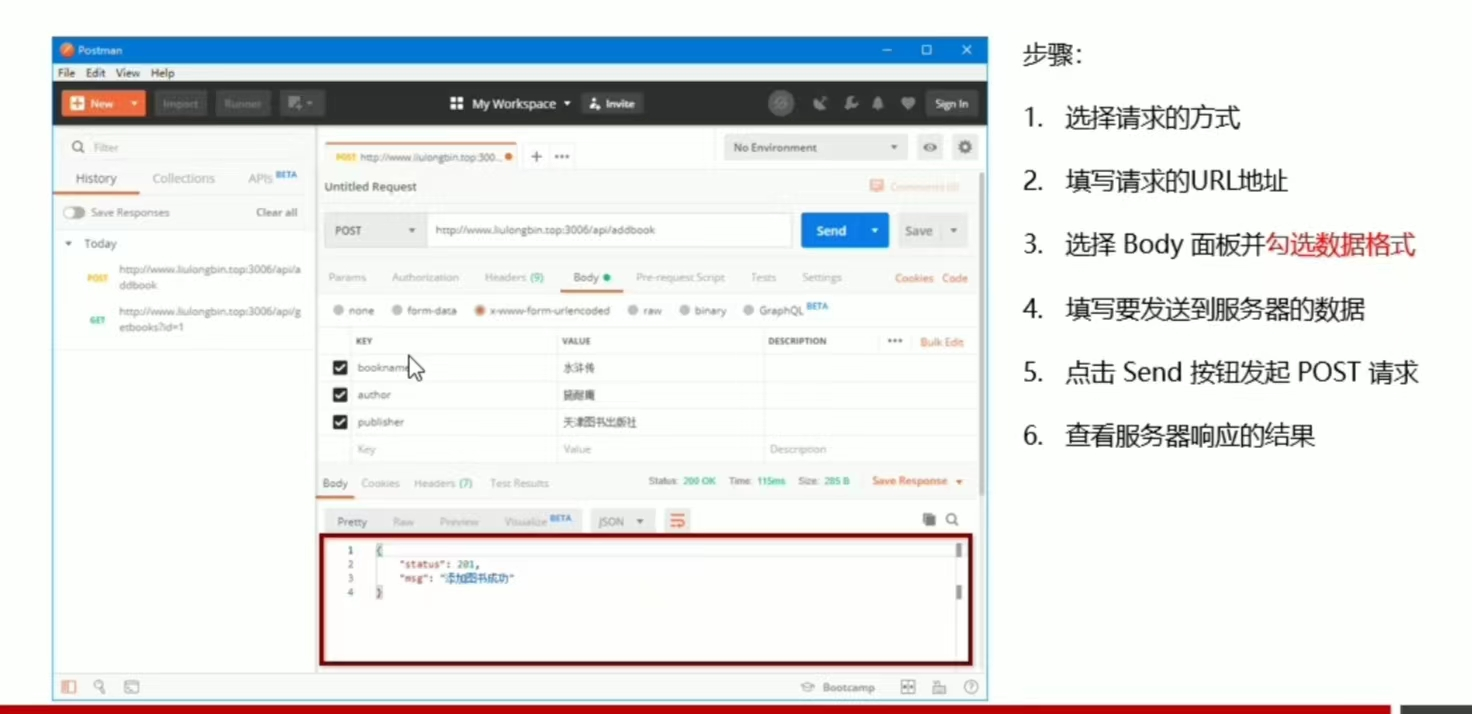 Postman
File Edit View Help
New Import Runner My Workspace Invite Sign In
Filter
History Collections APIs BETA
Save Responses Clear all
Today
POST http://www.liulongbin.top:3006/api/a
ddbook
GET http://www.liulongbin.top:3006/api/g
etbooks?id=1
POST http://www.liulongbin.top:300... + ...
No Environment
Untitled Request
Comments (0)
POST http://www.liulongbin.top:3006/api/addbook Send Save
Params Authorization Headers (9) Body Pre-request Script Tests Settings Cookies Code
none form-data x-www-form-urlencoded raw binary GraphQL BETA
KEY VALUE DESCRIPTION ... Bulk Edit
bookname 水浒传
author 施耐庵
publisher 天津图书出版社
Key Value Description
Body Cookies Headers (7) Test Results Status: 200 OK Time: 115ms Size: 285 B Save Response
Pretty Raw Preview Visualize BETA JSON
1 {
2 "status": 201,
3 "msg": "添加图书成功"
4 }
Bootcamp
步骤：
1. 选择请求的方式
2. 填写请求的URL地址
3. 选择 Body 面板并勾选数据格式
4. 填写要发送到服务器的数据
5. 点击 Send 按钮发起 POST 请求
6. 查看服务器响应的结果